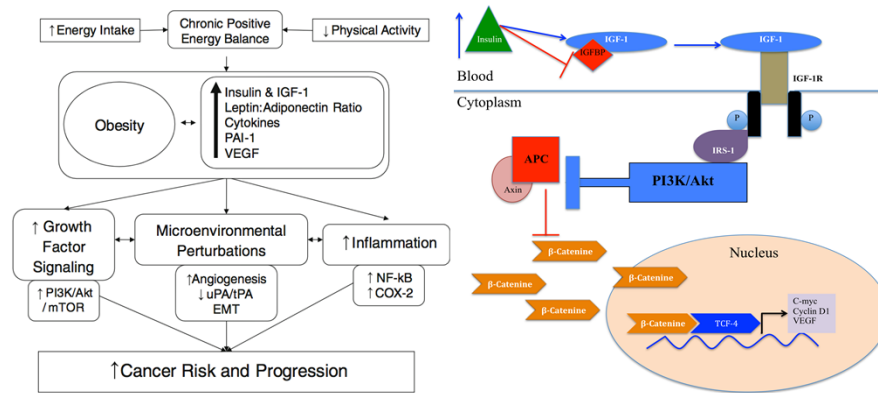 ↑Energy Intake
Chronic Positive
Energy Balance
↓Physical Activity
Obesity
Insulin & IGF-1
Leptin:Adiponectin Ratio
Cytokines
PAI-1
VEGF
↑ Growth
Factor
Signaling
Microenvironmental
Perturbations
↑Inflammation
↑ PI3K/Akt
/ mTOR
↑Angiogenesis
↓ uPA/tPA
EMT
↑ NF-kB
↑ COX-2
↑Cancer Risk and Progression
Insulin
IGF-1
IGF-1
IGFBP
IGF-1R
Blood
Cytoplasm
P
P
IRS-1
APC
Axin
PI3K/Akt
β-Catenine
β-Catenine
β-Catenine
Nucleus
β-Catenine
C-myc
Cyclin D1
VEGF
β-Catenine
TCF-4